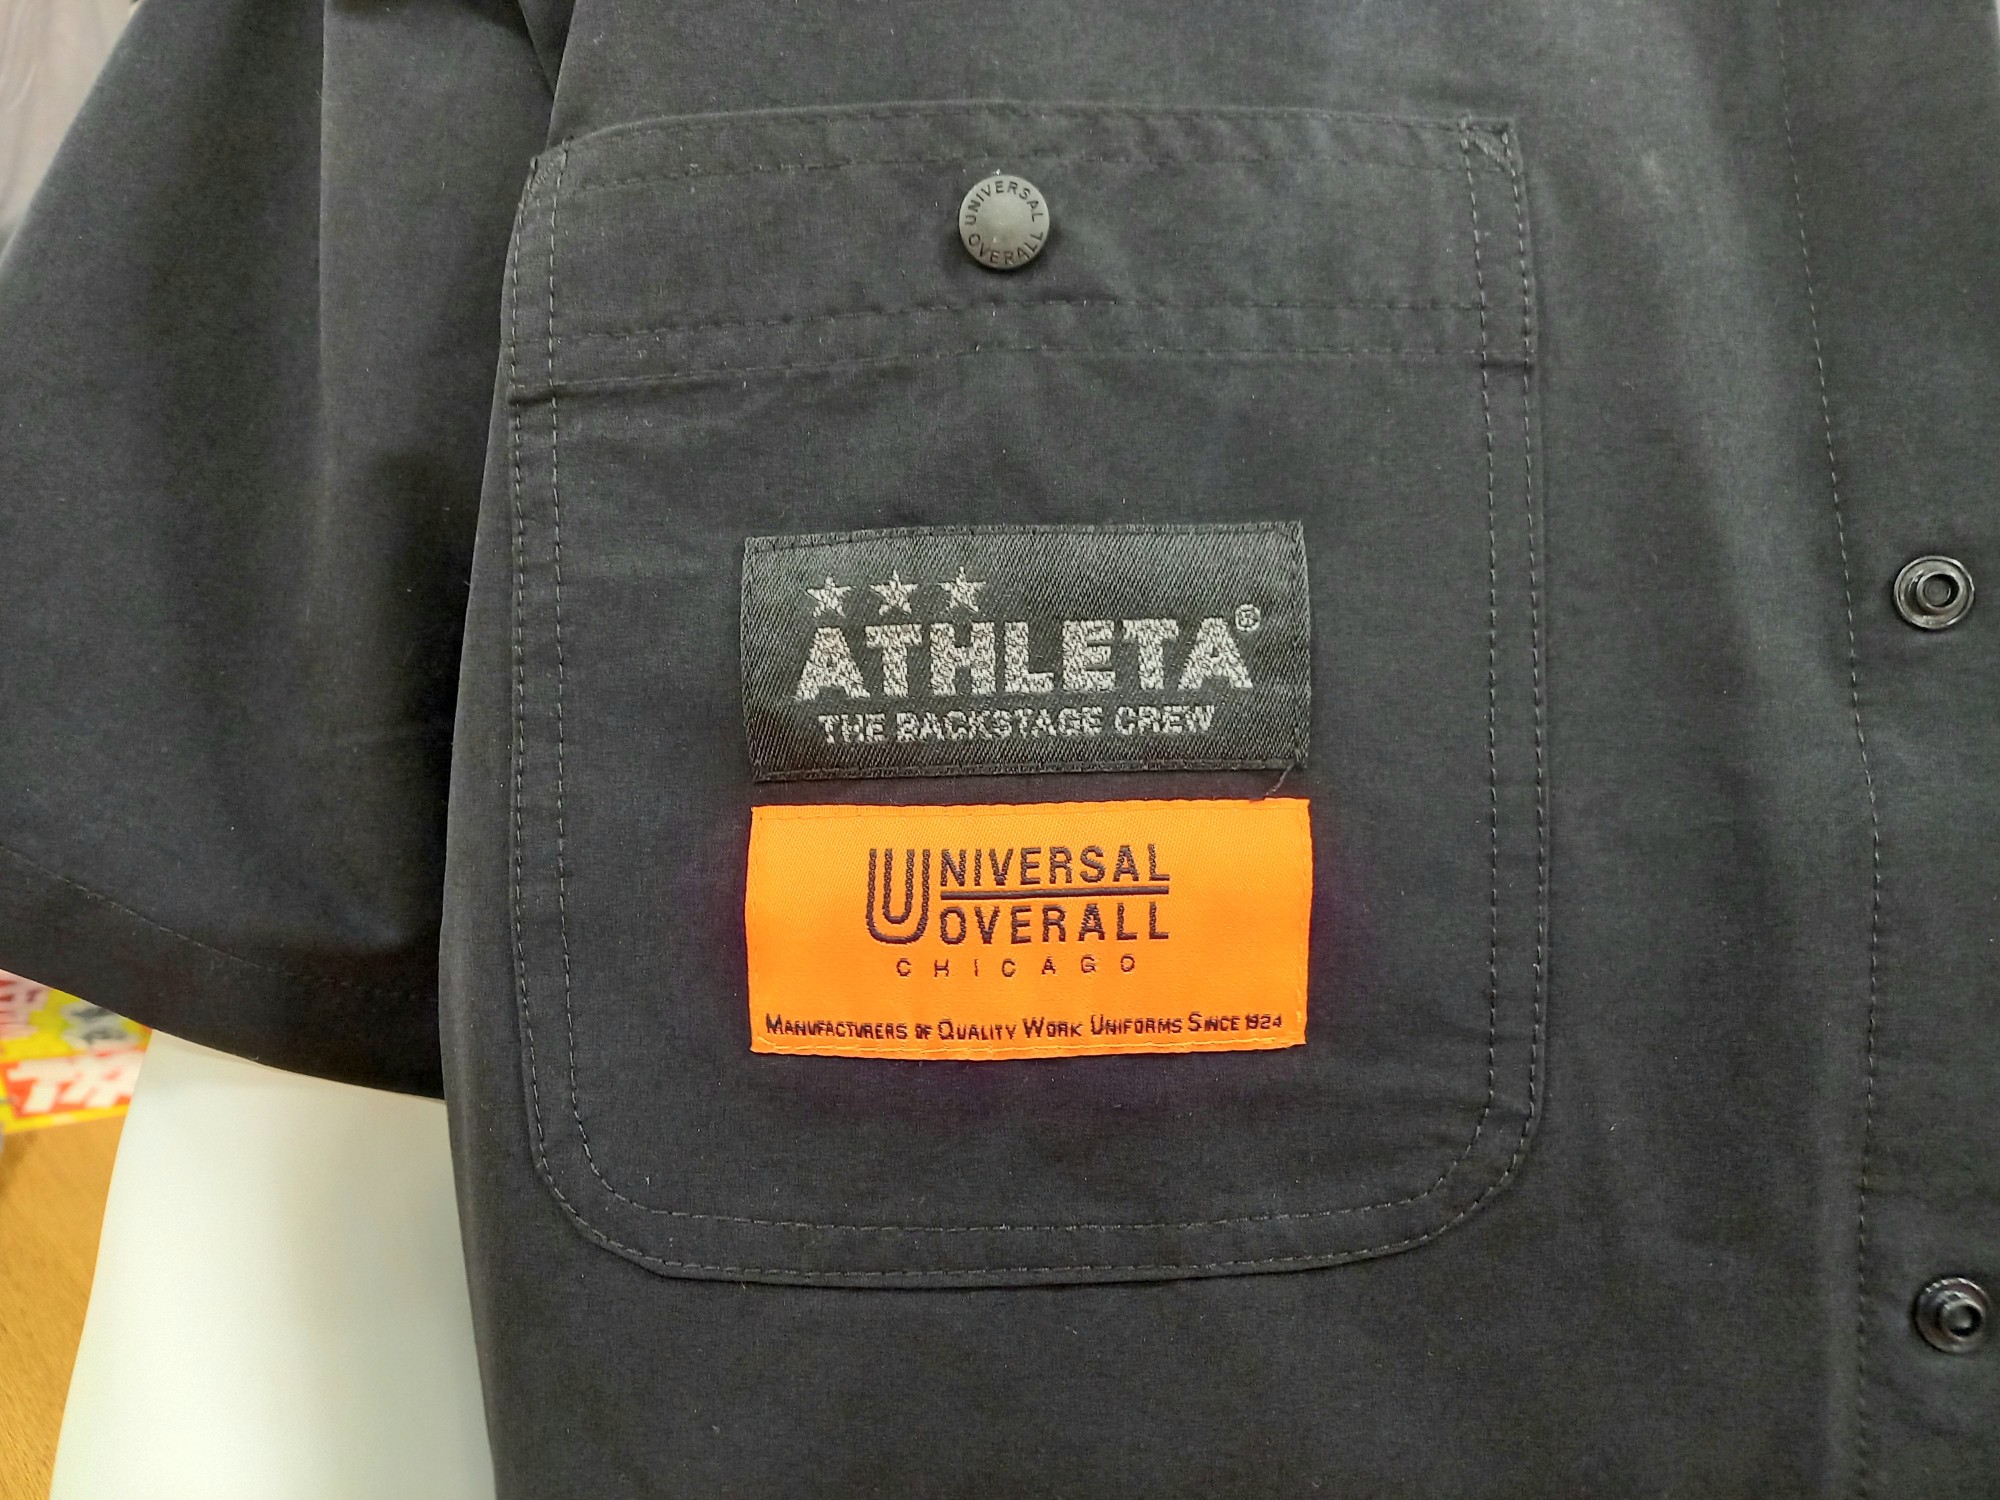 UNIVERSAL
OVERALL
★★★
ATHLETA®
THE BACKSTAGE CREW
UNIVERSAL
OVERALL
CHICAGO
MANUFACTURERS OF QUALITY WORK UNIFORMS SINCE 1924